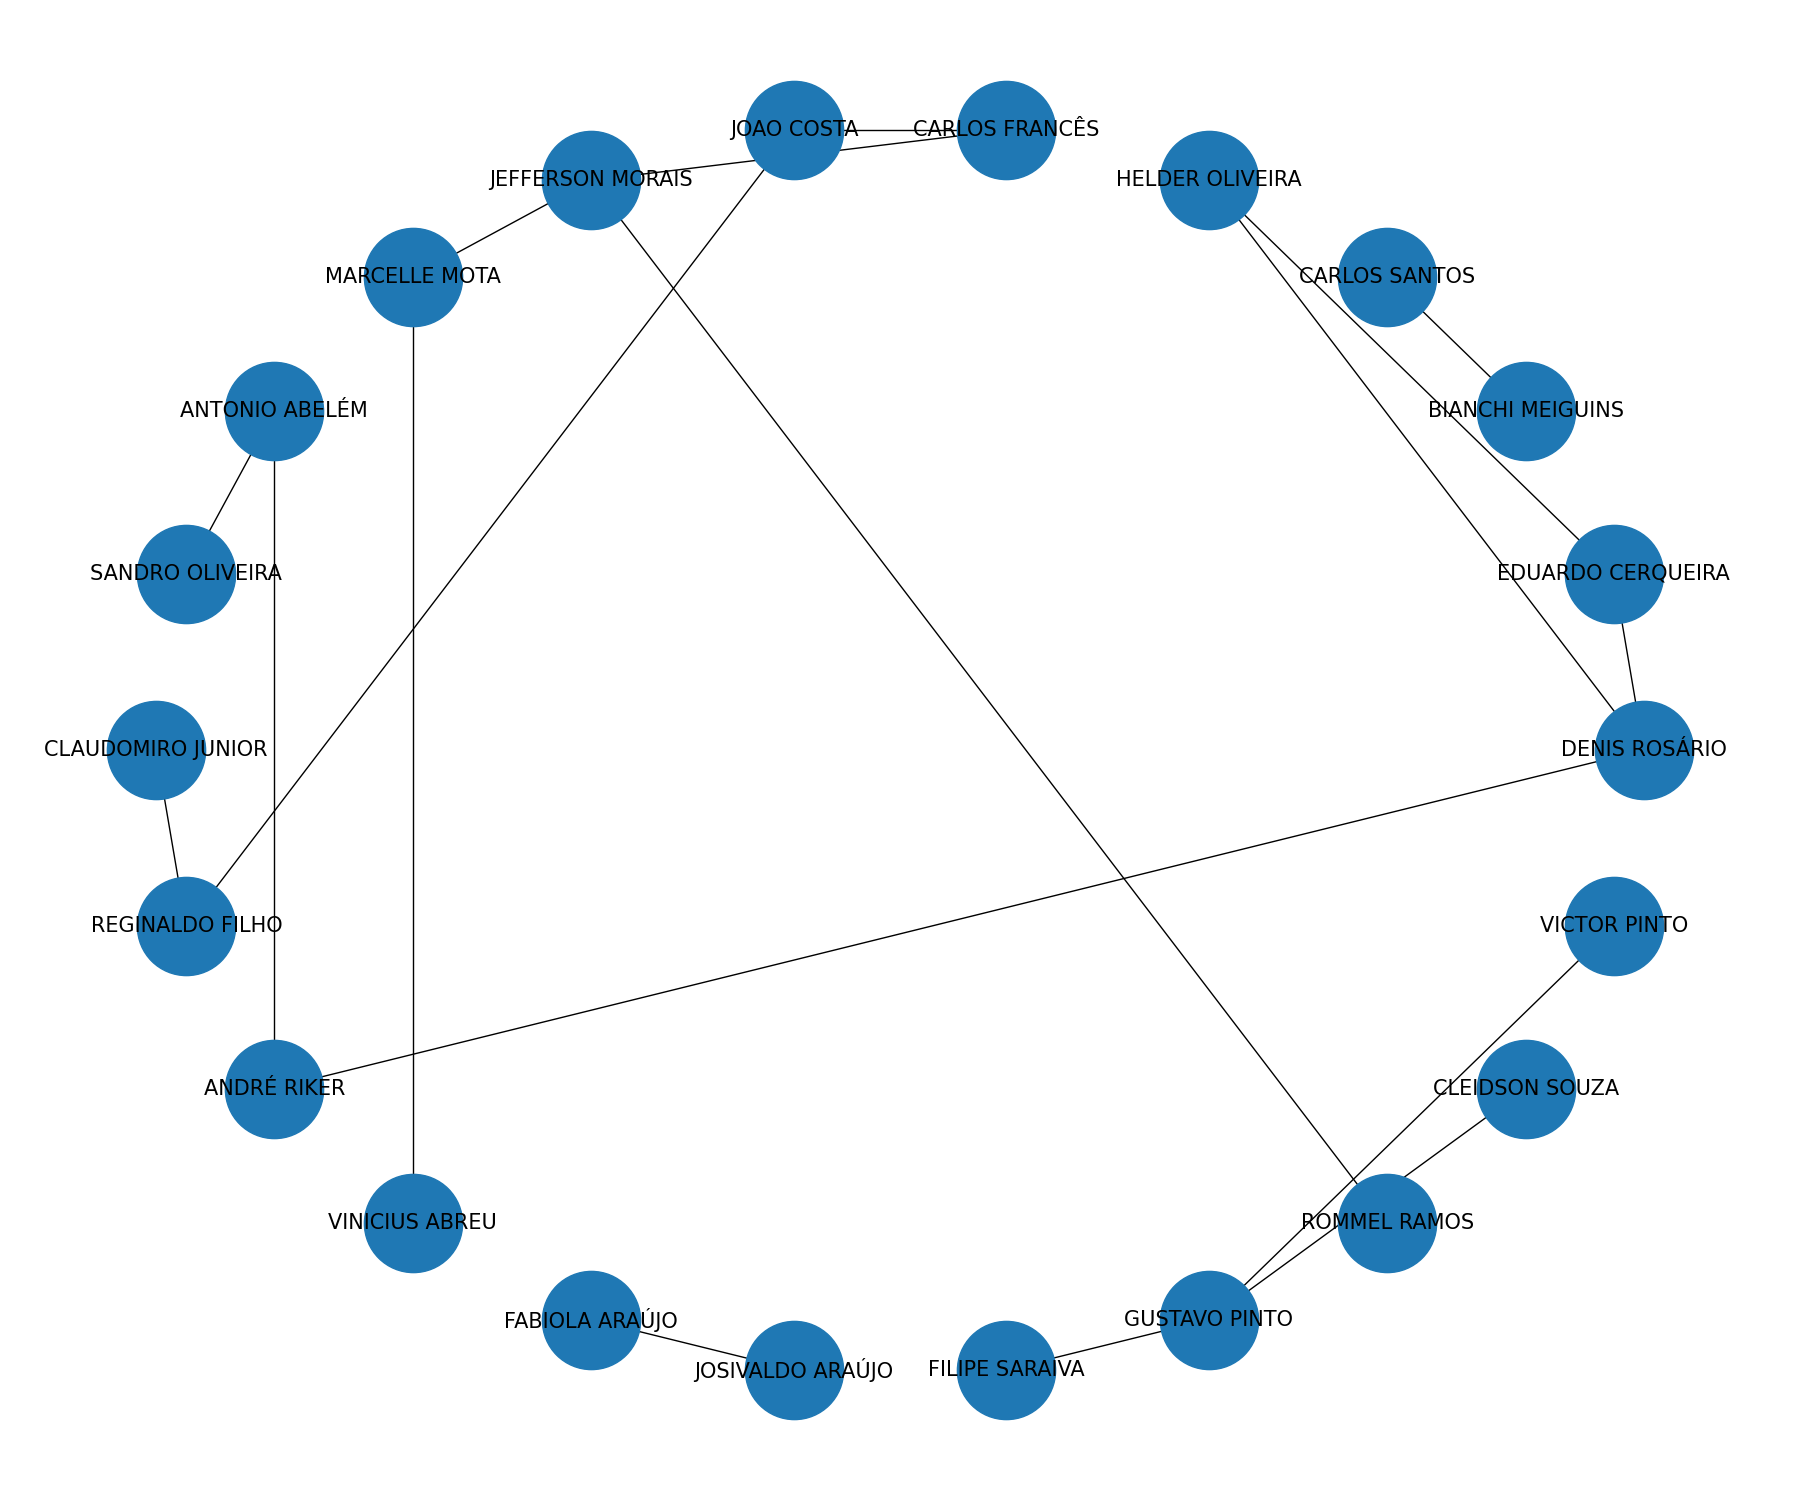 JOAO COSTA
CARLOS FRANCÊS
JEFFERSON MORAIS
HELDER OLIVEIRA
MARCELLE MOTA
CARLOS SANTOS
ANTONIO ABELÉM
BIANCHI MEIGUINS
SANDRO OLIVEIRA
EDUARDO CERQUEIRA
CLAUDOMIRO JUNIOR
DENIS ROSÁRIO
REGINALDO FILHO
VICTOR PINTO
ANDRÉ RIKER
CLEIDSON SOUZA
VINICIUS ABREU
ROMMEL RAMOS
FABIOLA ARAÚJO
GUSTAVO PINTO
JOSIVALDO ARAÚJO
FILIPE SARAIVA